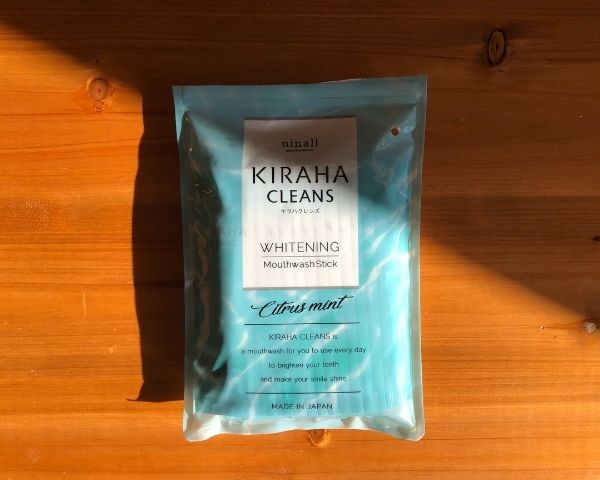 ninall
KIRAHA
CLEANS
キラハクレンズ
WHITENING
Mouthwash Stick
Citrus mint
KIRAHA CLEANS is
a mouthwash for you to use every day
to brighten your teeth
and make your smile shine.
MADE IN JAPAN